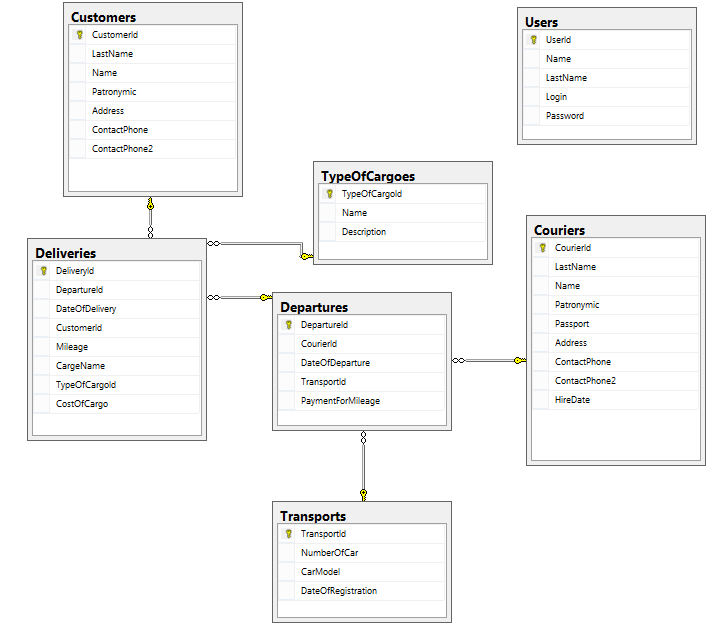 Customers
CustomerId
LastName
Name
Patronymic
Address
ContactPhone
ContactPhone2
Users
UserId
Name
LastName
Login
Password
TypeOfCargoes
TypeOfCargoId
Name
Description
Deliveries
DeliveryId
DepartureId
DateOfDelivery
CustomerId
Mileage
CargeName
TypeOfCargoId
CostOfCargo
Departures
DepartureId
CourierId
DateOfDeparture
TransportId
PaymentForMileage
Couriers
CourierId
LastName
Name
Patronymic
Passport
Address
ContactPhone
ContactPhone2
HireDate
Transports
TransportId
NumberOfCar
CarModel
DateOfRegistration